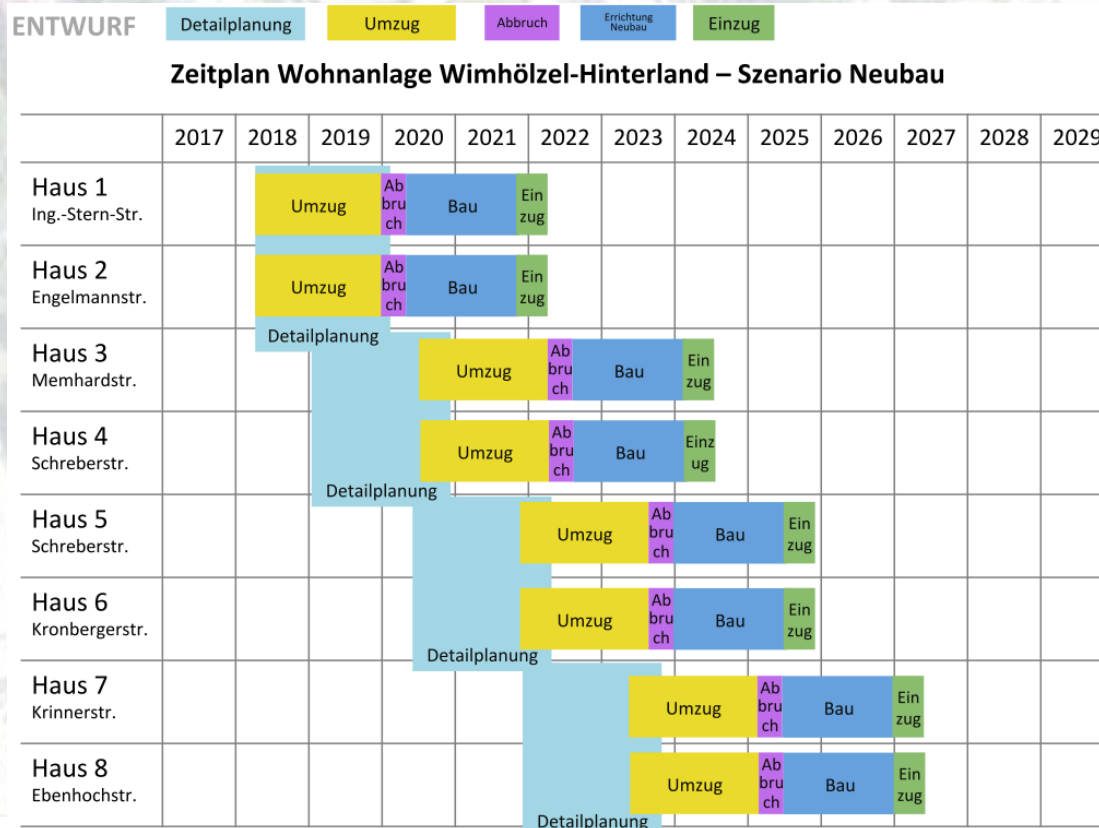 ENTWURF Detailplanung Umzug Abbruch Errichtung Neubau Einzug
Zeitplan Wohnanlage Wimhölzel-Hinterland – Szenario Neubau
2017 2018 2019 2020 2021 2022 2023 2024 2025 2026 2027 2028 2029
Haus 1
Ing.-Stern-Str.
Umzug
Ab
bru
ch
Bau
Ein
zug
Haus 2
Engelmannstr.
Umzug
Ab
bru
ch
Bau
Ein
zug
Detailplanung
Haus 3
Memhardstr.
Umzug
Ab
bru
ch
Bau
Ein
zug
Haus 4
Schreberstr.
Umzug
Ab
bru
ch
Bau
Einz
ug
Detailplanung
Haus 5
Schreberstr.
Umzug
Ab
bru
ch
Bau
Ein
zug
Haus 6
Kronbergerstr.
Umzug
Ab
bru
ch
Bau
Ein
zug
Detailplanung
Haus 7
Krinnerstr.
Umzug
Ab
bru
ch
Bau
Ein
zug
Haus 8
Ebenhochstr.
Umzug
Ab
bru
ch
Bau
Ein
zug
Detailplanung